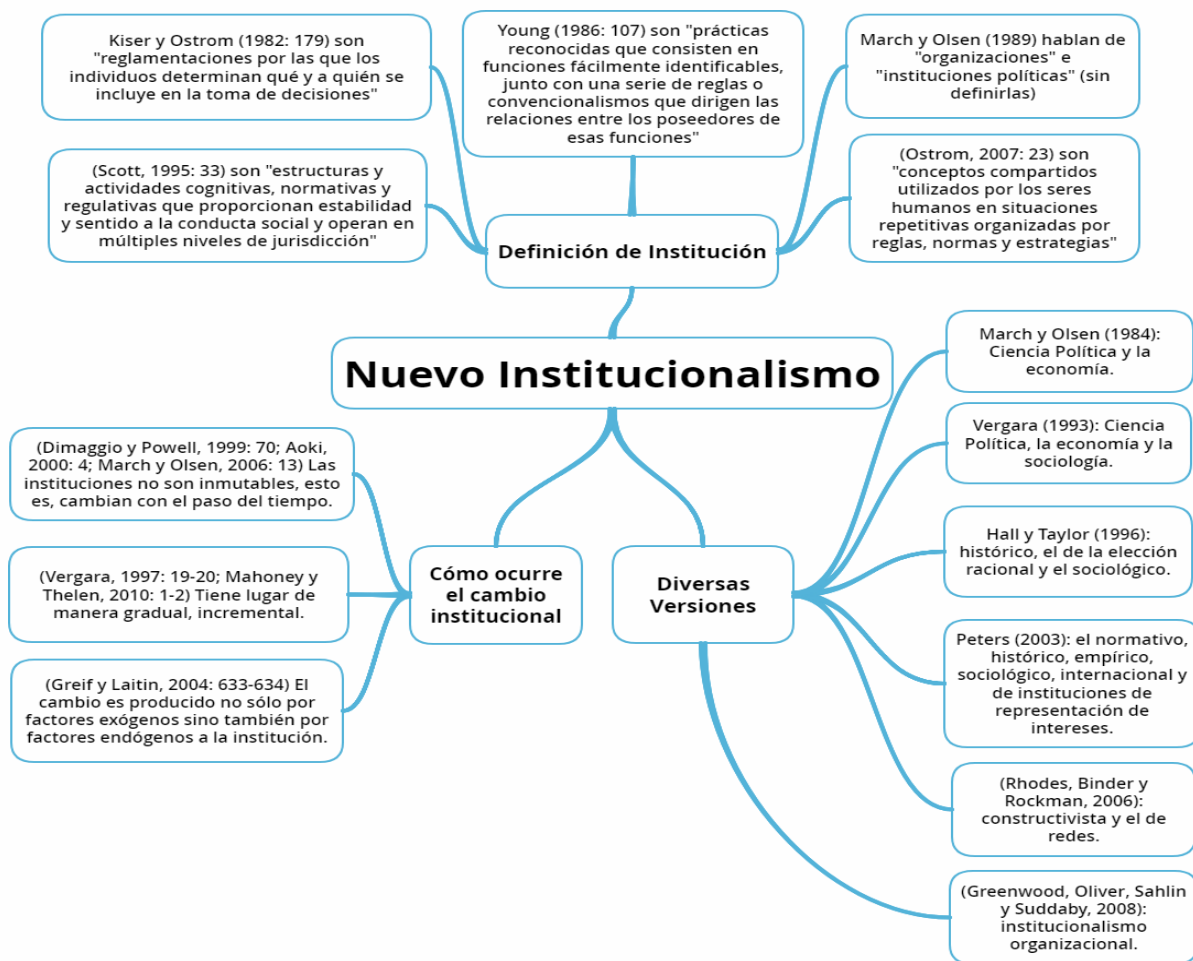 Kiser y Ostrom (1982: 179) son
"reglamentaciones por las que los
individuos determinan qué y a quién se
incluye en la toma de decisiones"
Young (1986: 107) son "prácticas
reconocidas que consisten en
funciones fácilmente identificables,
junto con una serie de reglas o
convencionalismos que dirigen las
relaciones entre los poseedores de
esas funciones"
March y Olsen (1989) hablan de
"organizaciones" e
"instituciones políticas" (sin
definirlas)
(Scott, 1995: 33) son "estructuras y
actividades cognitivas, normativas y
regulativas que proporcionan estabilidad
y sentido a la conducta social y operan en
múltiples niveles de jurisdicción"
(Ostrom, 2007: 23) son
"conceptos compartidos
utilizados por los seres
humanos en situaciones
repetitivas organizadas por
reglas, normas y estrategias"
Definición de Institución
Nuevo Institucionalismo
March y Olsen (1984):
Ciencia Política y la
economía.
Vergara (1993): Ciencia
Política, la economía y la
sociología.
(Dimaggio y Powell, 1999: 70; Aoki,
2000: 4; March y Olsen, 2006: 13) Las
instituciones no son inmutables, esto
es, cambian con el paso del tiempo.
Hall y Taylor (1996):
histórico, el de la elección
racional y el sociológico.
(Vergara, 1997: 19-20; Mahoney y
Thelen, 2010: 1-2) Tiene lugar de
manera gradual, incremental.
Cómo ocurre
el cambio
institucional
Diversas
Versiones
Peters (2003): el normativo,
histórico, empírico,
sociológico, internacional y
de instituciones de
representación de
intereses.
(Greif y Laitin, 2004: 633-634) El
cambio es producido no sólo por
factores exógenos sino también por
factores endógenos a la institución.
(Rhodes, Binder y
Rockman, 2006):
constructivista y el de
redes.
(Greenwood, Oliver, Sahlin
y Suddaby, 2008):
institucionalismo
organizacional.